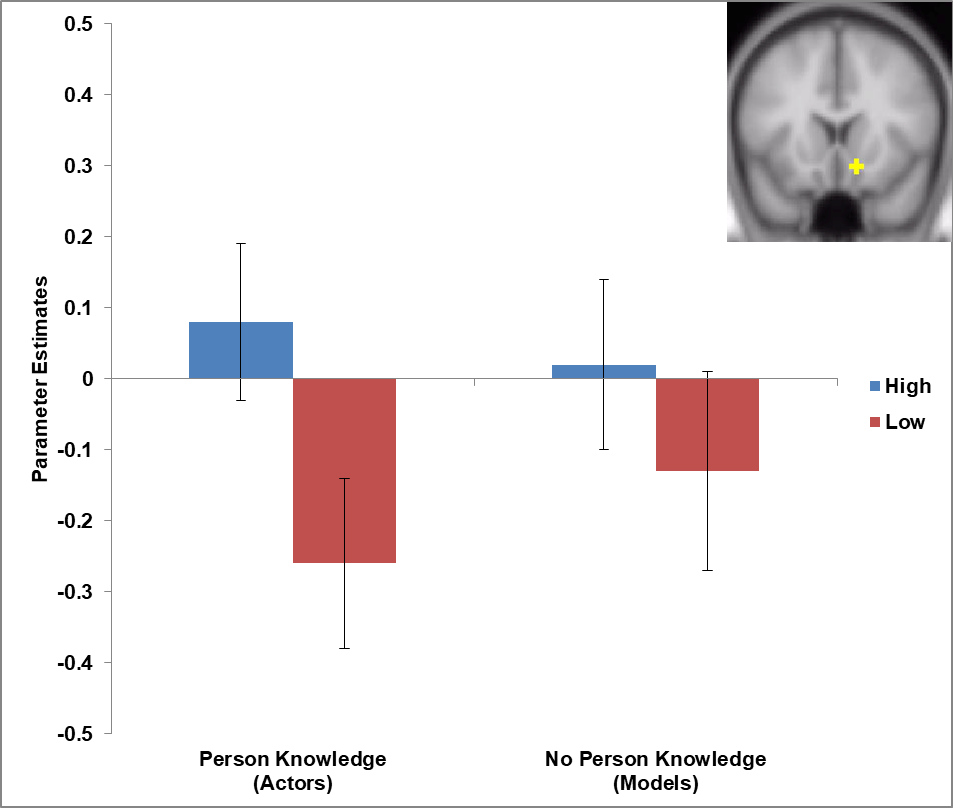 0.5
0.4
0.3
0.2
0.1
0
-0.1
-0.2
-0.3
-0.4
-0.5
Parameter Estimates
High
Low
Person Knowledge
(Actors)
No Person Knowledge
(Models)